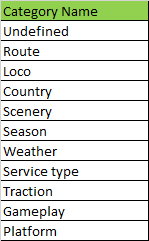 Category Name
Undefined
Route
Loco
Country
Scenery
Season
Weather
Service type
Traction
Gameplay
Platform